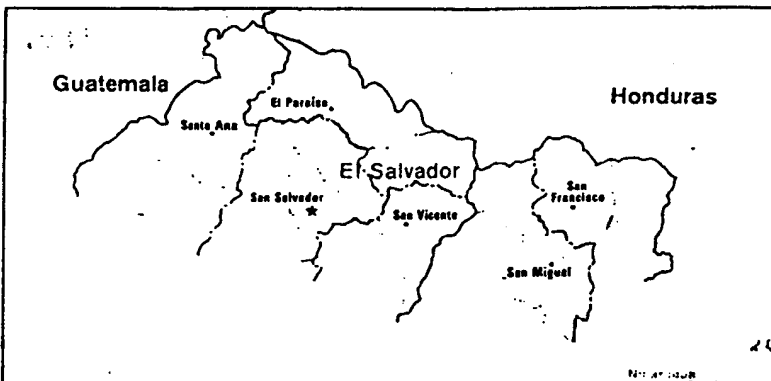 Guatemala
Honduras
El Paraiso
Santa Ana
El Salvador
San Salvador
San Vicente
San
Francisco
San Miguel